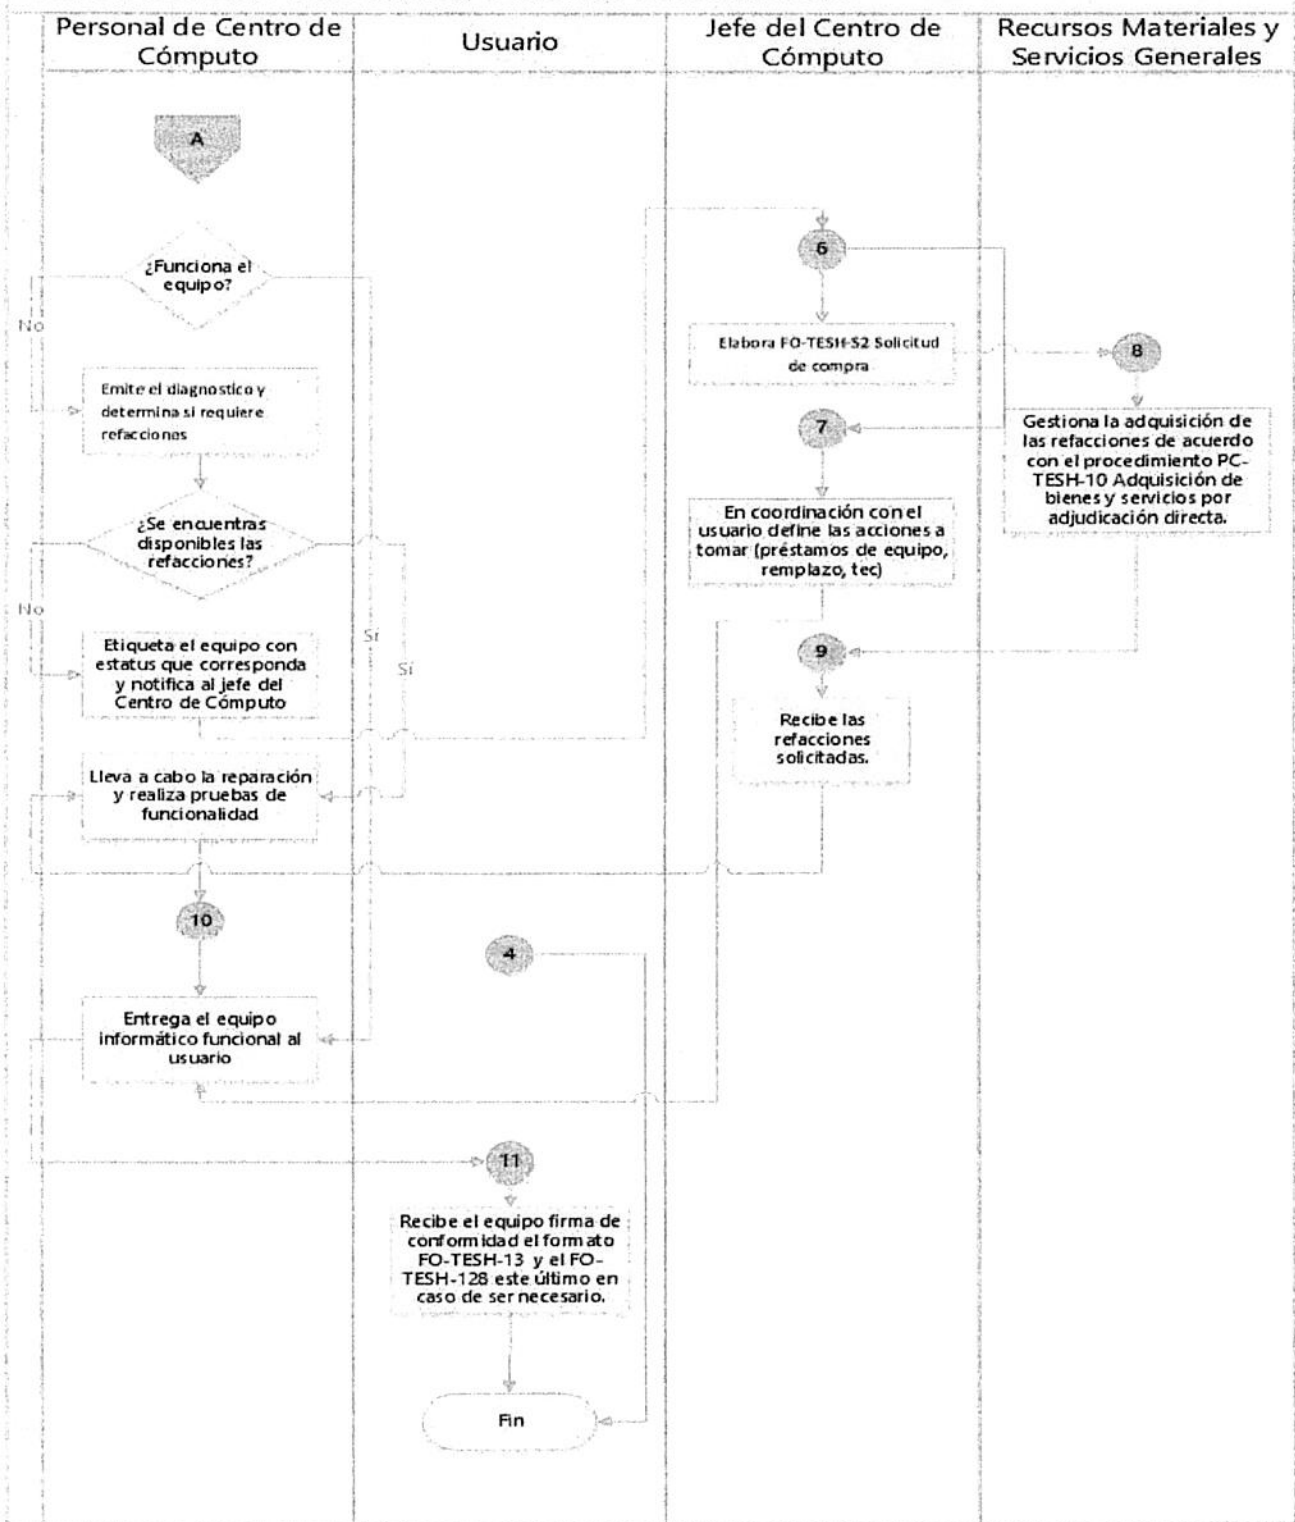 Personal de Centro de
Cómputo
Usuario
Jefe del Centro de
Cómputo
Recursos Materiales y
Servicios Generales
A
¿Funciona el
equipo?
No
Emite el diagnostico y
determina si requiere
refacciones
¿Se encuentras
disponibles las
refacciones?
No
Sí
Sí
Etiqueta el equipo con
estatus que corresponda
y notifica al jefe del
Centro de Cómputo
Lleva a cabo la reparación
y realiza pruebas de
funcionalidad
10
Entrega el equipo
informático funcional al
usuario
4
11
Recibe el equipo firma de
conformidad el formato
FO-TESH-13 y el FO-
TESH-128 este último en
caso de ser necesario.
Fin
6
Elabora FO-TESH-S2 Solicitud
de compra
7
En coordinación con el
usuario define las acciones a
tomar (préstamos de equipo,
remplazo, tec)
9
Recibe las
refacciones
solicitadas.
8
Gestiona la adquisición de
las refacciones de acuerdo
con el procedimiento PC-
TESH-10 Adquisición de
bienes y servicios por
adjudicación directa.